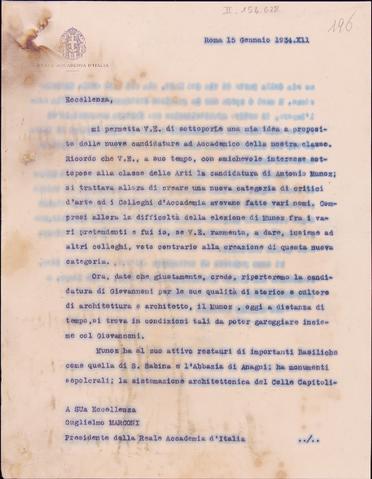 II. 154.628
196
REALE ACCADEMIA D'ITALIA
Roma 15 Gennaio 1934.XII
Eccellenza,
mi permetta V.E. di sottoporle una mia idea a proposito
delle nuove candidature ad Accademico della nostra classe.
Ricordo che V.E., a suo tempo, con amichevole interesse sot-
topose alla classe delle Arti la candidatura di Antonio Munoz;
si trattava allora di creare una nuova categoria di critici
d'arte ed i Colleghi d'Accademia avevano fatte vari nomi. Com-
presi allora la difficoltà della elezione di Munoz fra i va-
ri pretendenti e fui io, se V.E. rammenta, a dare, insieme ad
altri colleghi, voto contrario alla creazione di questa nuova
categoria. .
Ora, dato che giustamente, credo, riporteremo la candi-
datura di Giovannoni per le sue qualità di storico e cultore
di architettura e architetto, il Munoz , oggi a distanza di
tempo, si trova in condizioni tali da poter gareggiare insie-
me col Giovannoni.
Munoz ha al suo attivo restauri di importanti Basiliche
come quella di S. Sabina e l'Abbazia di Anagni; ha monumenti
sepolcrali; la sistemazione architettonica del Colle Capitoli-
A SUa Eccellenza
Guglielmo MARCONI
Presidente della Reale Accademia d'Italia
../..